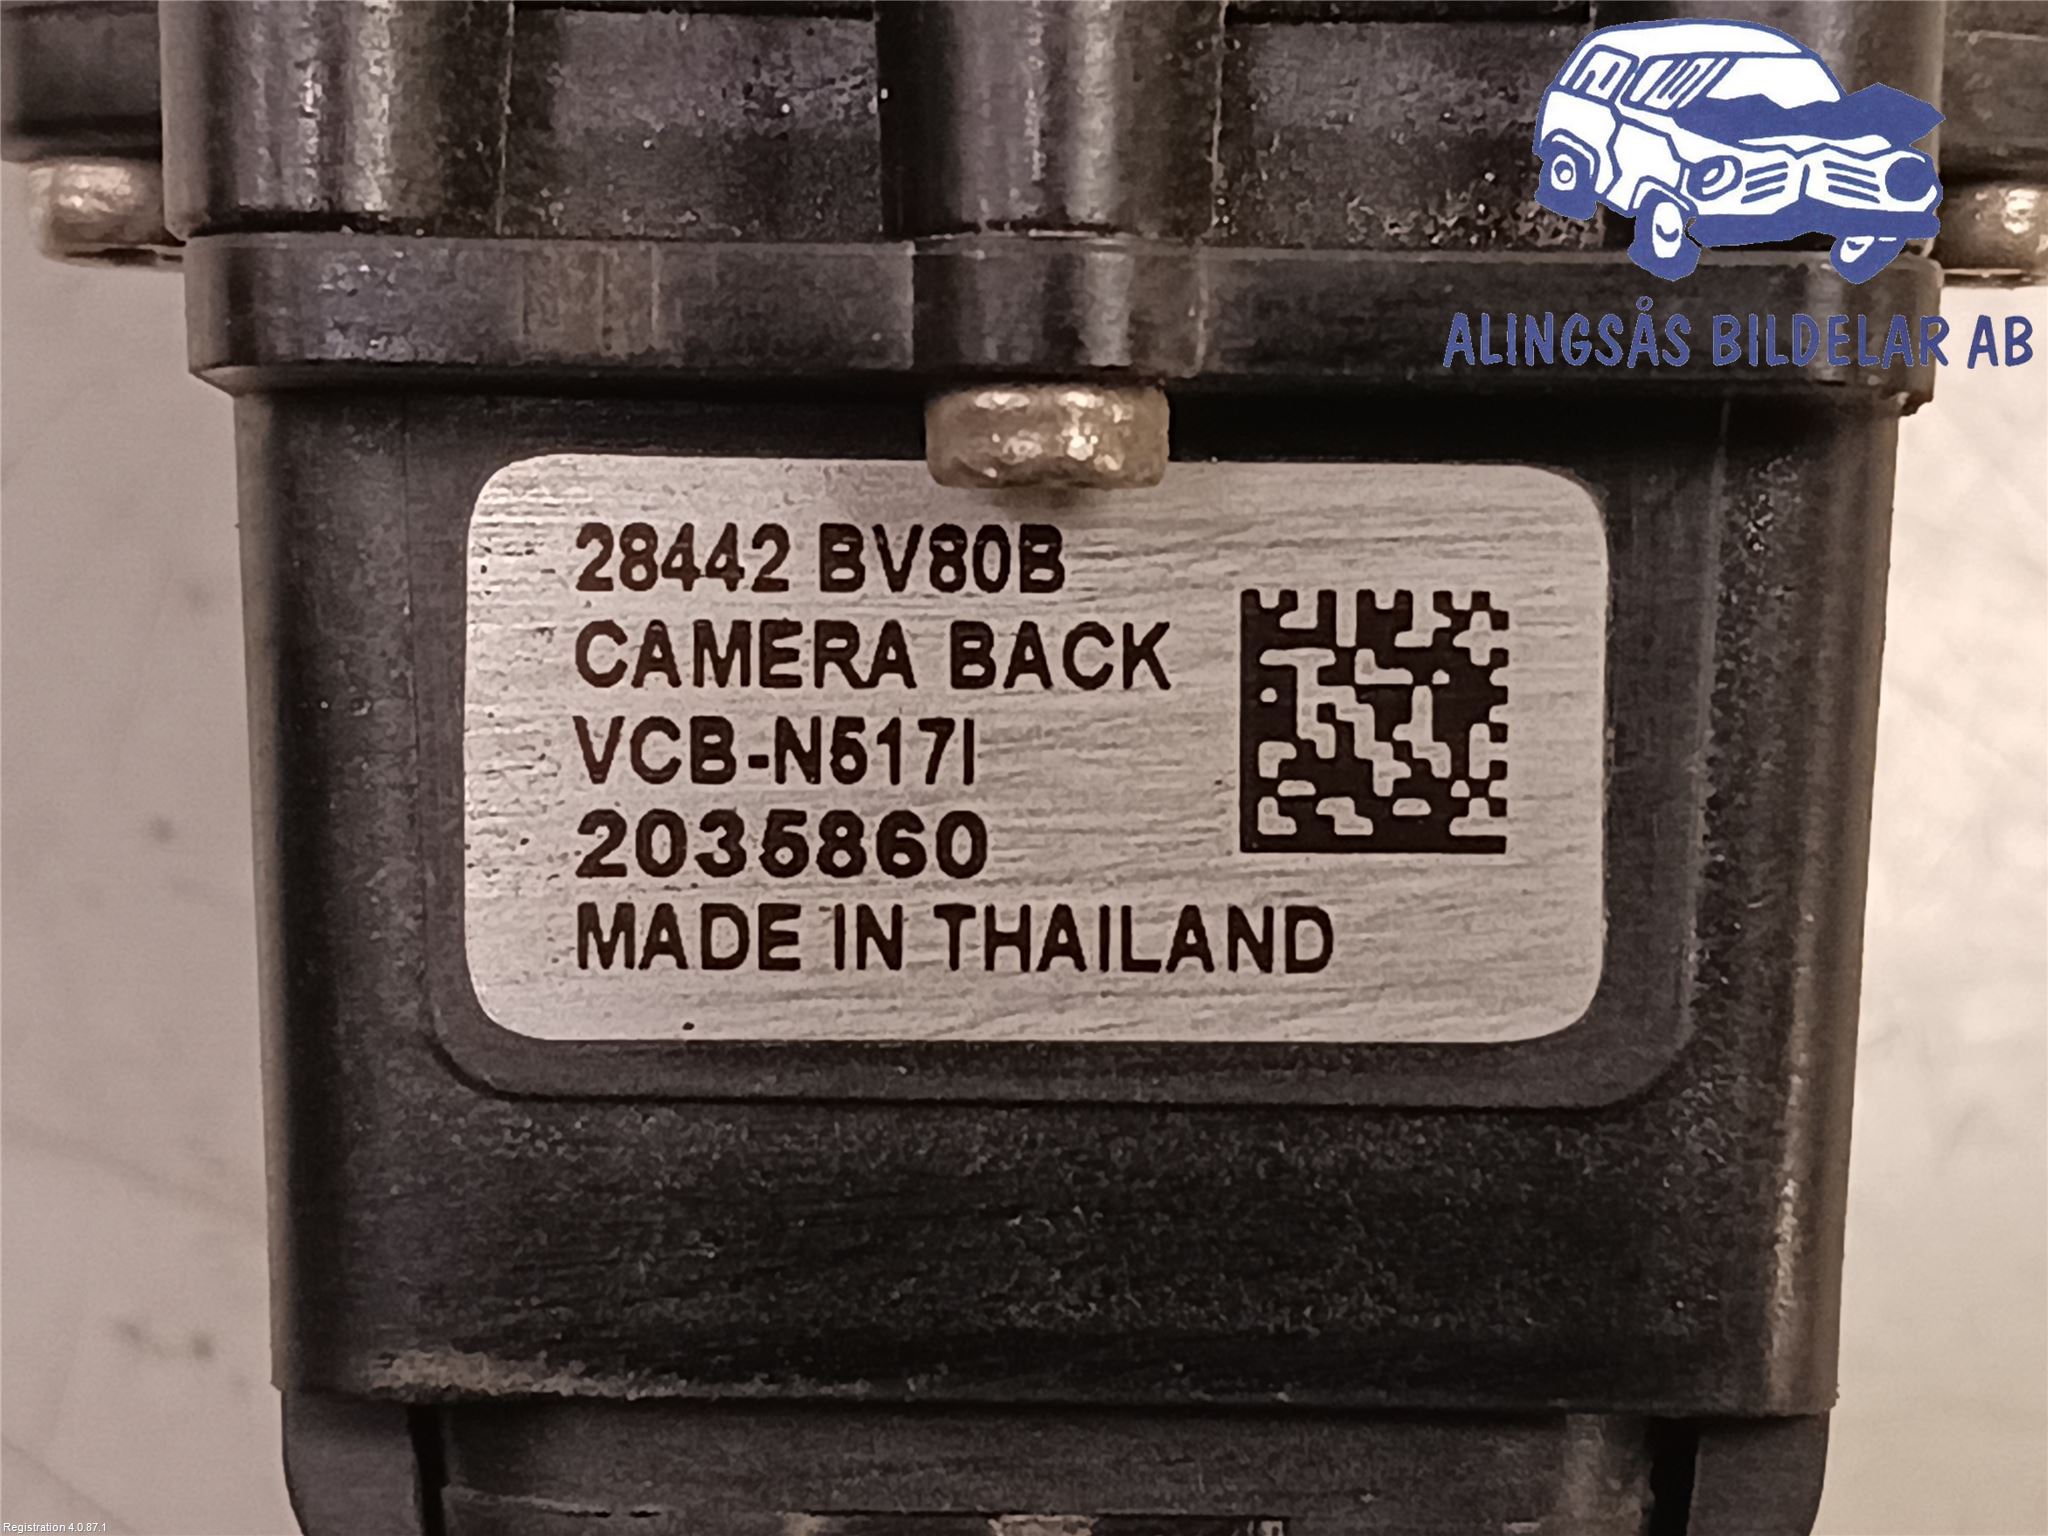 ALINGSÅS BILDELAR AB
28442 BV80B
CAMERA BACK
VCB-N517I
2035860
MADE IN THAILAND
Registration 4.0.87.1